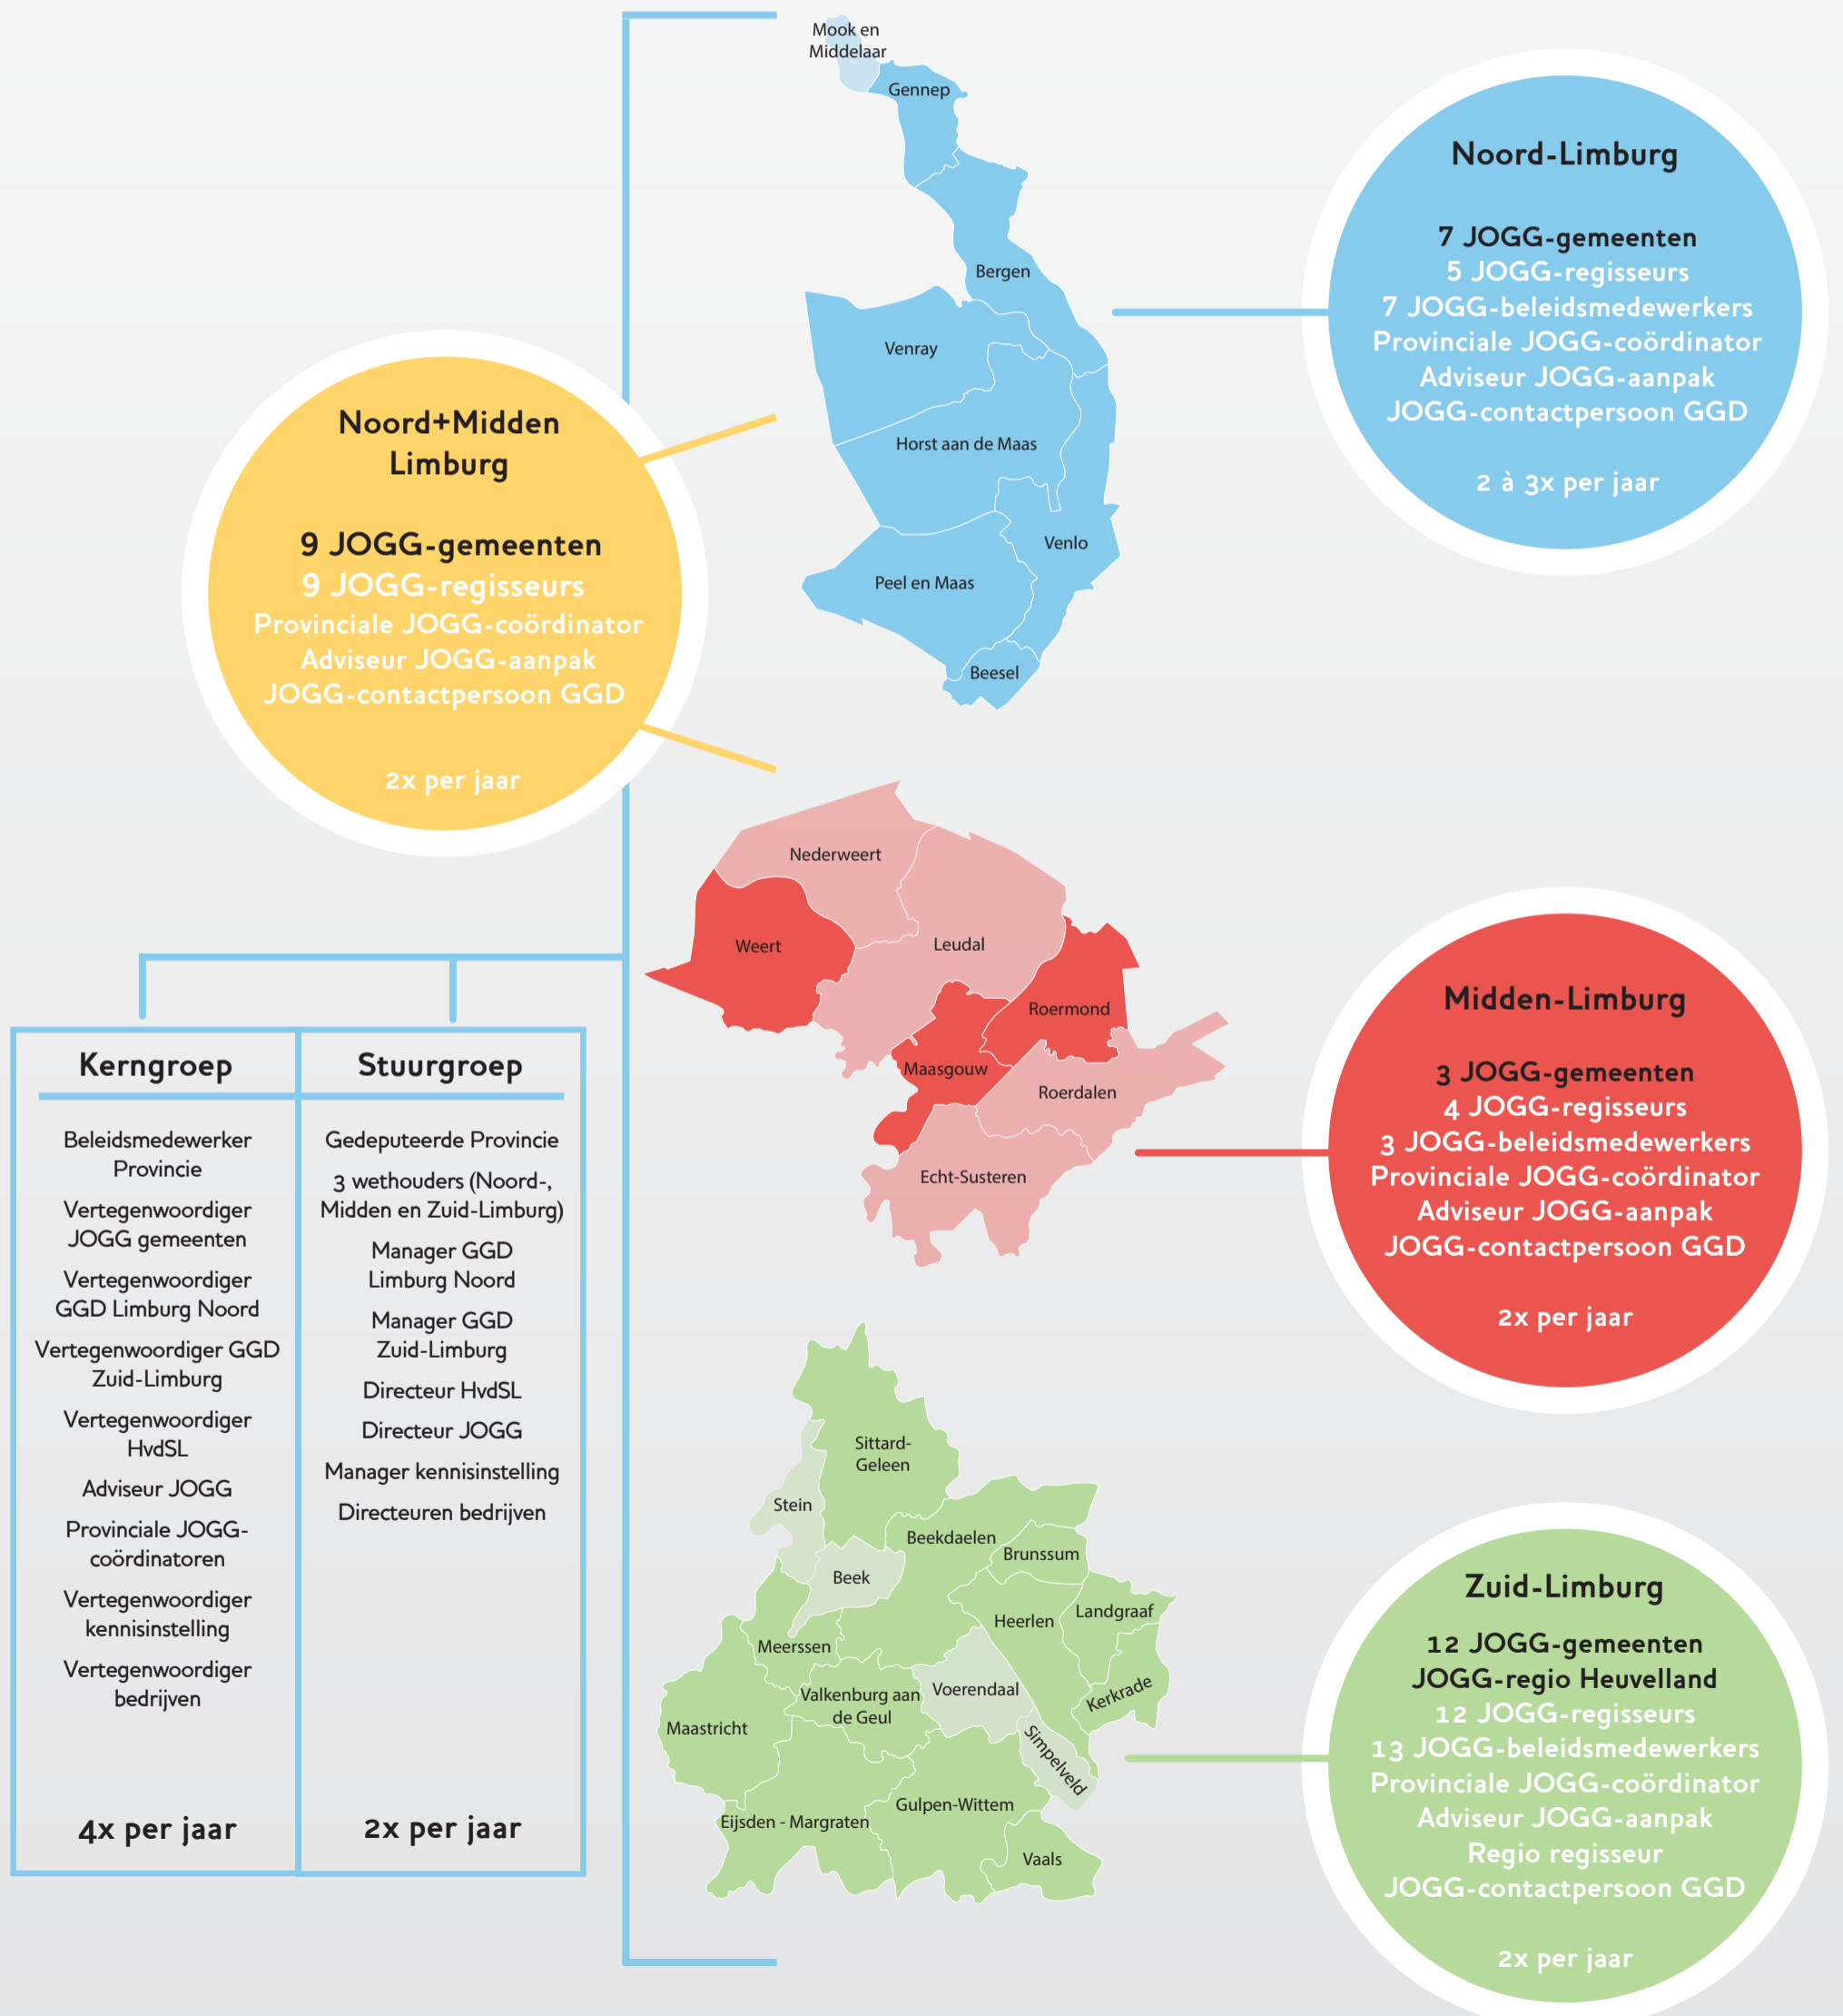 Mook en
Middelaar
Gennep
Bergen
Venray
Horst aan de Maas
Venlo
Peel en Maas
Beesel
Noord-Limburg
7 JOGG-gemeenten
5 JOGG-regisseurs
7 JOGG-beleidsmedewerkers
Provinciale JOGG-coördinator
Adviseur JOGG-aanpak
JOGG-contactpersoon GGD
2 à 3x per jaar
Noord+Midden
Limburg
9 JOGG-gemeenten
9 JOGG-regisseurs
Provinciale JOGG-coördinator
Adviseur JOGG-aanpak
JOGG-contactpersoon GGD
2x per jaar
Nederweert
Weert
Leudal
Roermond
Maasgouw
Roerdalen
Echt-Susteren
Midden-Limburg
3 JOGG-gemeenten
4 JOGG-regisseurs
3 JOGG-beleidsmedewerkers
Provinciale JOGG-coördinator
Adviseur JOGG-aanpak
JOGG-contactpersoon GGD
2x per jaar
Kerngroep
Beleidsmedewerker
Provincie
Vertegenwoordiger
JOGG gemeenten
Vertegenwoordiger
GGD Limburg Noord
Vertegenwoordiger GGD
Zuid-Limburg
Vertegenwoordiger
HvdSL
Adviseur JOGG
Provinciale JOGG-
coördinatoren
Vertegenwoordiger
kennisinstelling
Vertegenwoordiger
bedrijven
4x per jaar
Stuurgroep
Gedeputeerde Provincie
3 wethouders (Noord-,
Midden en Zuid-Limburg)
Manager GGD
Limburg Noord
Manager GGD
Zuid-Limburg
Directeur HvdSL
Directeur JOGG
Manager kennisinstelling
Directeuren bedrijven
2x per jaar
Sittard-
Geleen
Stein
Beekdaelen
Brunssum
Beek
Landgraaf
Heerlen
Meerssen
Voerendaal
Kerkrade
Valkenburg aan
de Geul
Maastricht
Simpelveld
Gulpen-Wittem
Eijsden - Margraten
Vaals
Zuid-Limburg
12 JOGG-gemeenten
JOGG-regio Heuvelland
12 JOGG-regisseurs
13 JOGG-beleidsmedewerkers
Provinciale JOGG-coördinator
Adviseur JOGG-aanpak
Regio regisseur
JOGG-contactpersoon GGD
2x per jaar